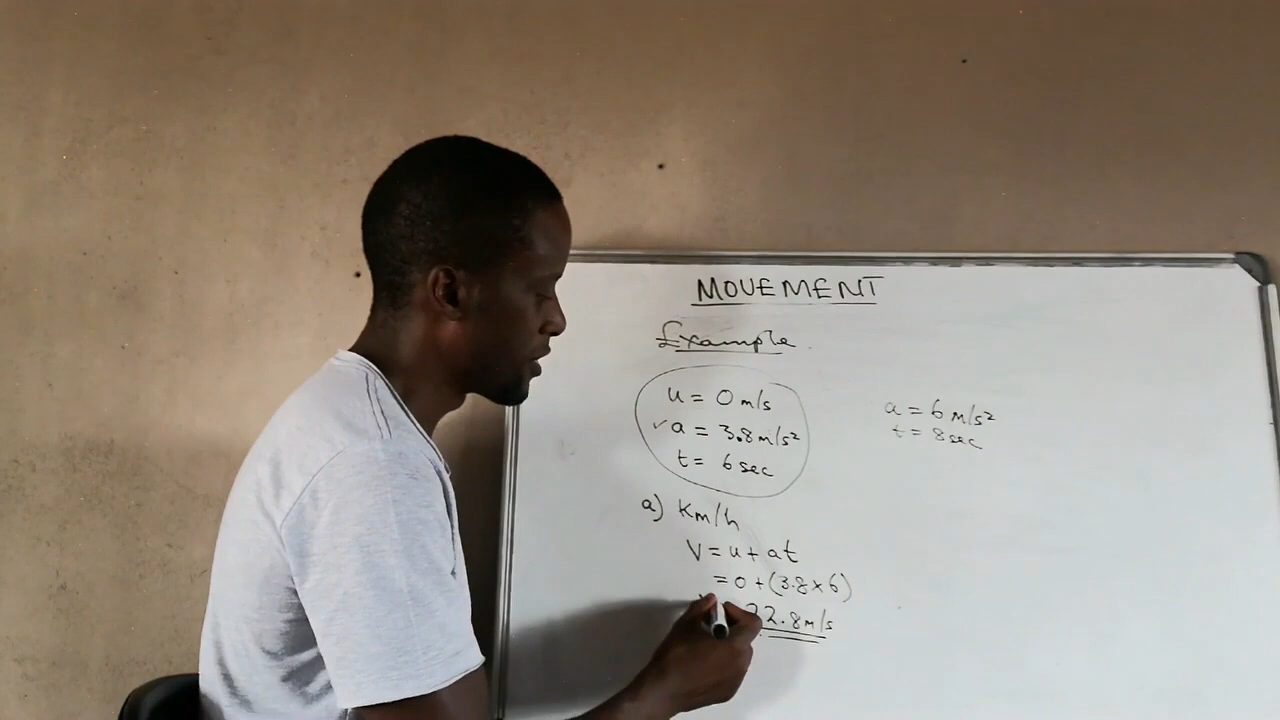 MOVEMENT
Example
u = 0 m/s
✓ a = 3.8 m/s²
t = 6 sec
a = 6 m/s²
t = 8 sec
a) Km/h
V = u + at
= 0 + (3.8 × 6)
22.8 m/s